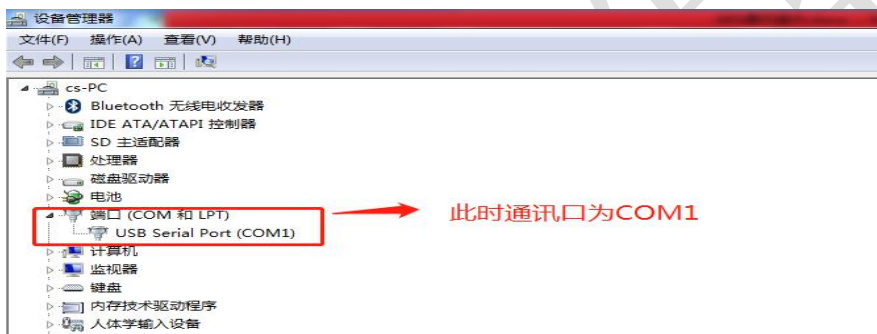 设备管理器
文件(F) 操作(A) 查看(V) 帮助(H)
cs-PC
Bluetooth 无线电收发器
IDE ATA/ATAPI 控制器
SD 主适配器
处理器
磁盘驱动器
电池
端口 (COM 和 LPT)
此时通讯口为COM1
USB Serial Port (COM1)
计算机
监视器
键盘
内存技术驱动程序
人体学输入设备